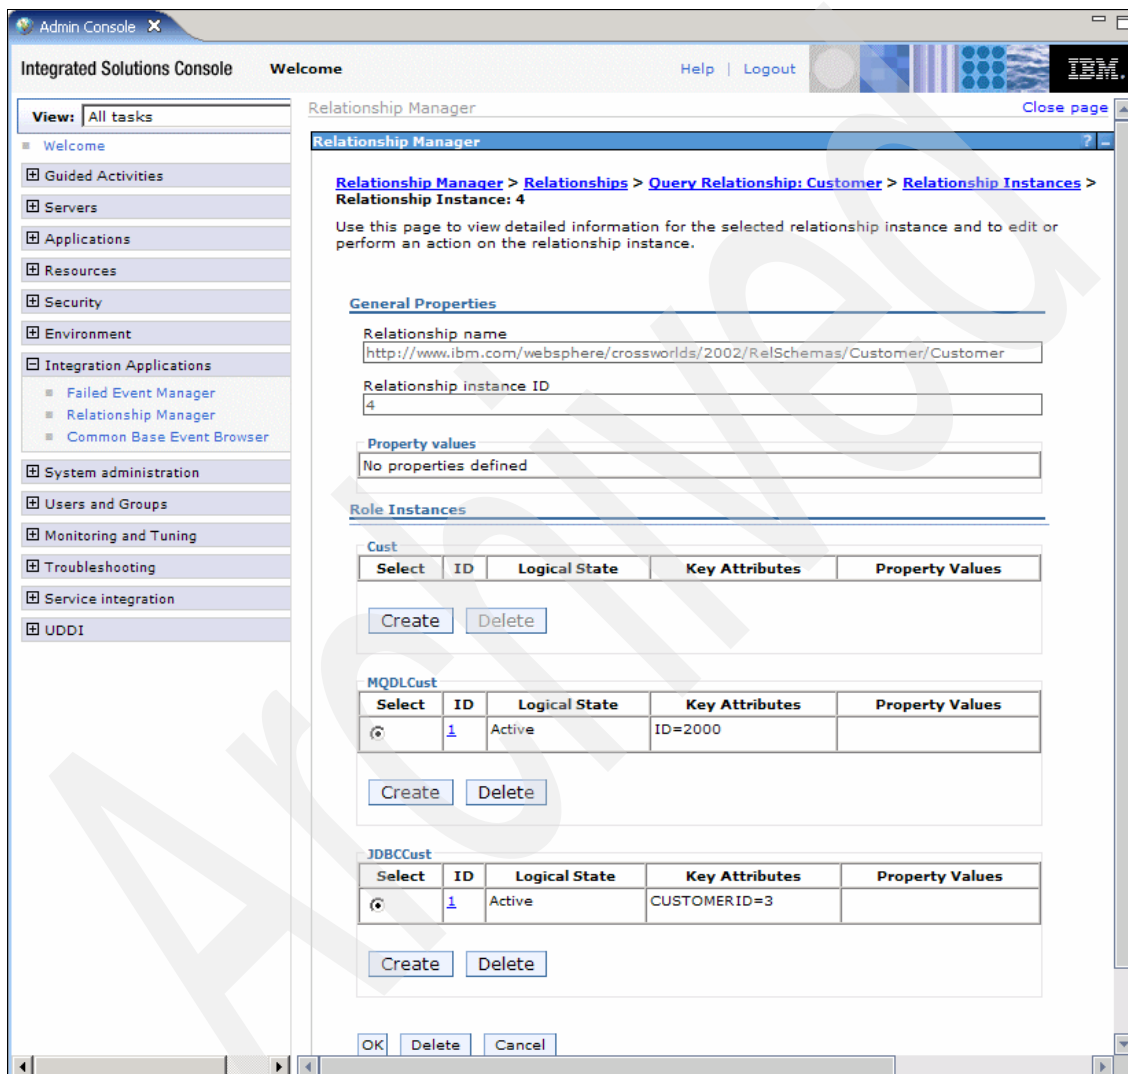 Admin Console
Integrated Solutions Console Welcome Help | Logout IBM.
View: All tasks
Welcome
Guided Activities
Servers
Applications
Resources
Security
Environment
Integration Applications
Failed Event Manager
Relationship Manager
Common Base Event Browser
System administration
Users and Groups
Monitoring and Tuning
Troubleshooting
Service integration
UDDI
Relationship Manager Close page
Relationship Manager ? -
Relationship Manager > Relationships > Query Relationship: Customer > Relationship Instances >
Relationship Instance: 4
Use this page to view detailed information for the selected relationship instance and to edit or
perform an action on the relationship instance.
General Properties
Relationship name
http://www.ibm.com/websphere/crossworlds/2002/RelSchemas/Customer/Customer
Relationship instance ID
4
Property values
No properties defined
Role Instances
Cust
Select ID Logical State Key Attributes Property Values
Create Delete
MQDLCust
Select ID Logical State Key Attributes Property Values
1 Active ID=2000
Create Delete
JDBCCust
Select ID Logical State Key Attributes Property Values
1 Active CUSTOMERID=3
Create Delete
OK Delete Cancel
Archived